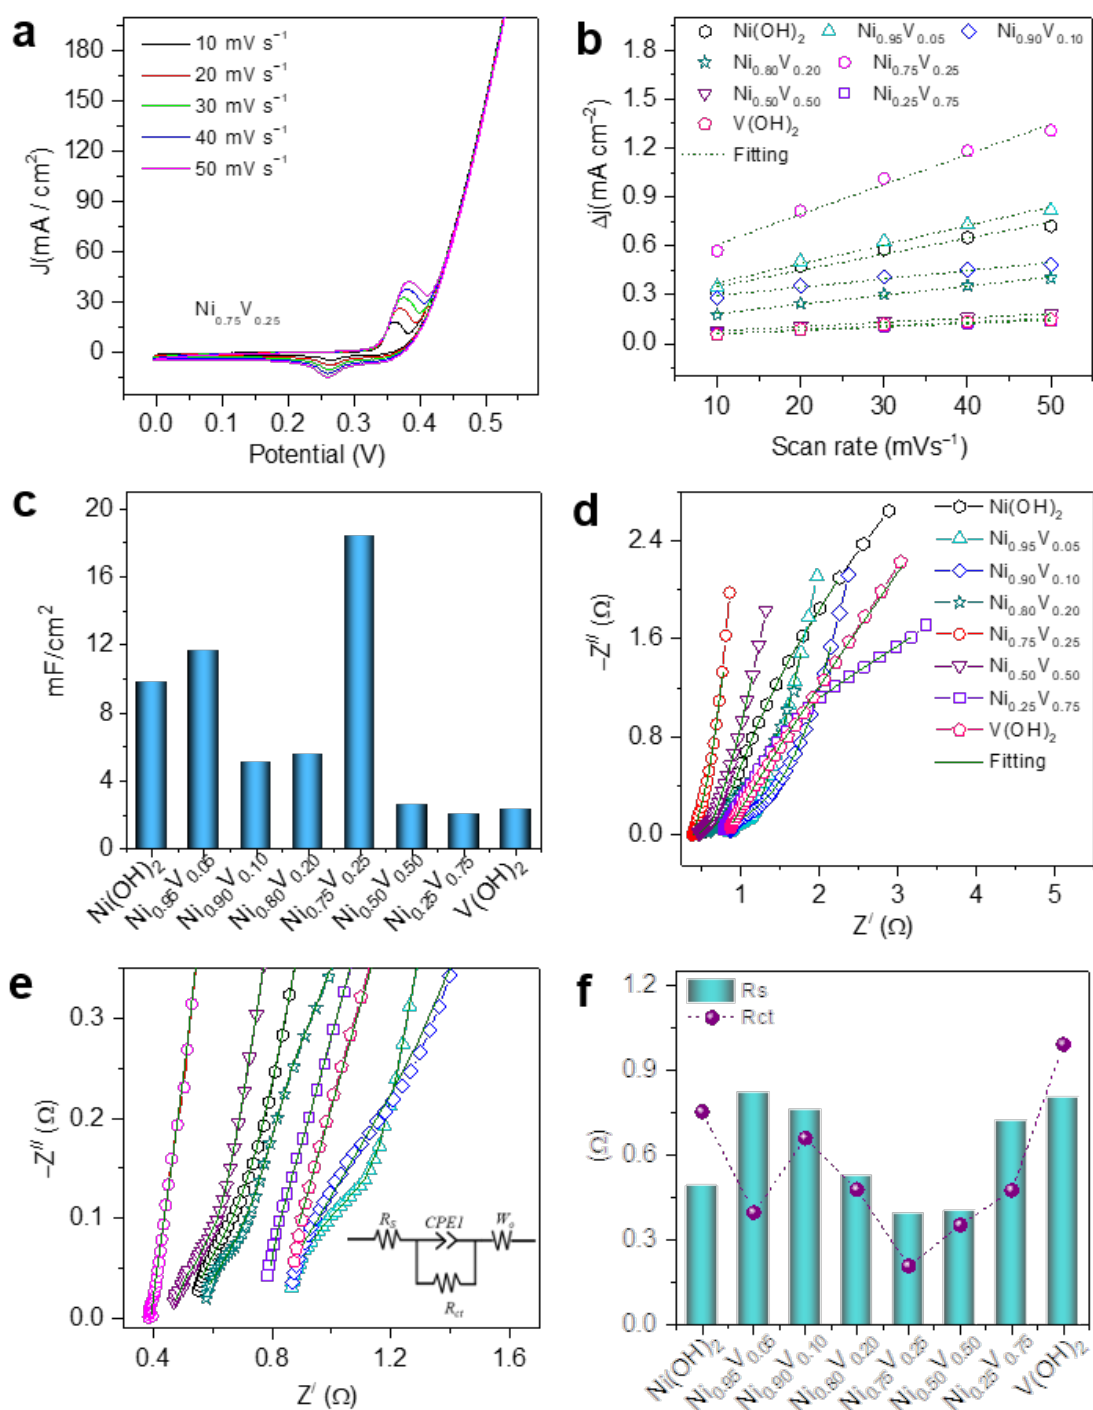 a
180
150
120
90
60
30
0
J(mA / cm²)
10 mV s⁻¹
20 mV s⁻¹
30 mV s⁻¹
40 mV s⁻¹
50 mV s⁻¹
Ni₀.₇₅V₀.₂₅
0.0 0.1 0.2 0.3 0.4 0.5
Potential (V)
b
1.8
1.5
1.2
0.9
0.6
0.3
0.0
Δj(mA cm⁻²)
Ni(OH)₂ Ni₀.₉₅V₀.₀₅ Ni₀.₉₀V₀.₁₀
Ni₀.₈₀V₀.₂₀ Ni₀.₇₅V₀.₂₅
Ni₀.₅₀V₀.₅₀ Ni₀.₂₅V₀.₇₅
V(OH)₂
Fitting
10 20 30 40 50
Scan rate (mVs⁻¹)
c
20
16
12
8
4
0
mF/cm²
Ni(OH)₂
Ni₀.₉₅V₀.₀₅
Ni₀.₉₀V₀.₁₀
Ni₀.₈₀V₀.₂₀
Ni₀.₇₅V₀.₂₅
Ni₀.₅₀V₀.₅₀
Ni₀.₂₅V₀.₇₅
V(OH)₂
d
2.4
1.6
0.8
0.0
−Z′′ (Ω)
Ni(OH)₂
Ni₀.₉₅V₀.₀₅
Ni₀.₉₀V₀.₁₀
Ni₀.₈₀V₀.₂₀
Ni₀.₇₅V₀.₂₅
Ni₀.₅₀V₀.₅₀
Ni₀.₂₅V₀.₇₅
V(OH)₂
Fitting
1 2 3 4 5
Z′ (Ω)
e
0.3
0.2
0.1
0.0
−Z′′ (Ω)
Rₛ CPE1 Wₒ
R_ct
0.4 0.8 1.2 1.6
Z′ (Ω)
f
1.2
0.9
0.6
0.3
0.0
(Ω)
Rs
Rct
Ni(OH)₂
Ni₀.₉₅V₀.₀₅
Ni₀.₉₀V₀.₁₀
Ni₀.₈₀V₀.₂₀
Ni₀.₇₅V₀.₂₅
Ni₀.₅₀V₀.₅₀
Ni₀.₂₅V₀.₇₅
V(OH)₂